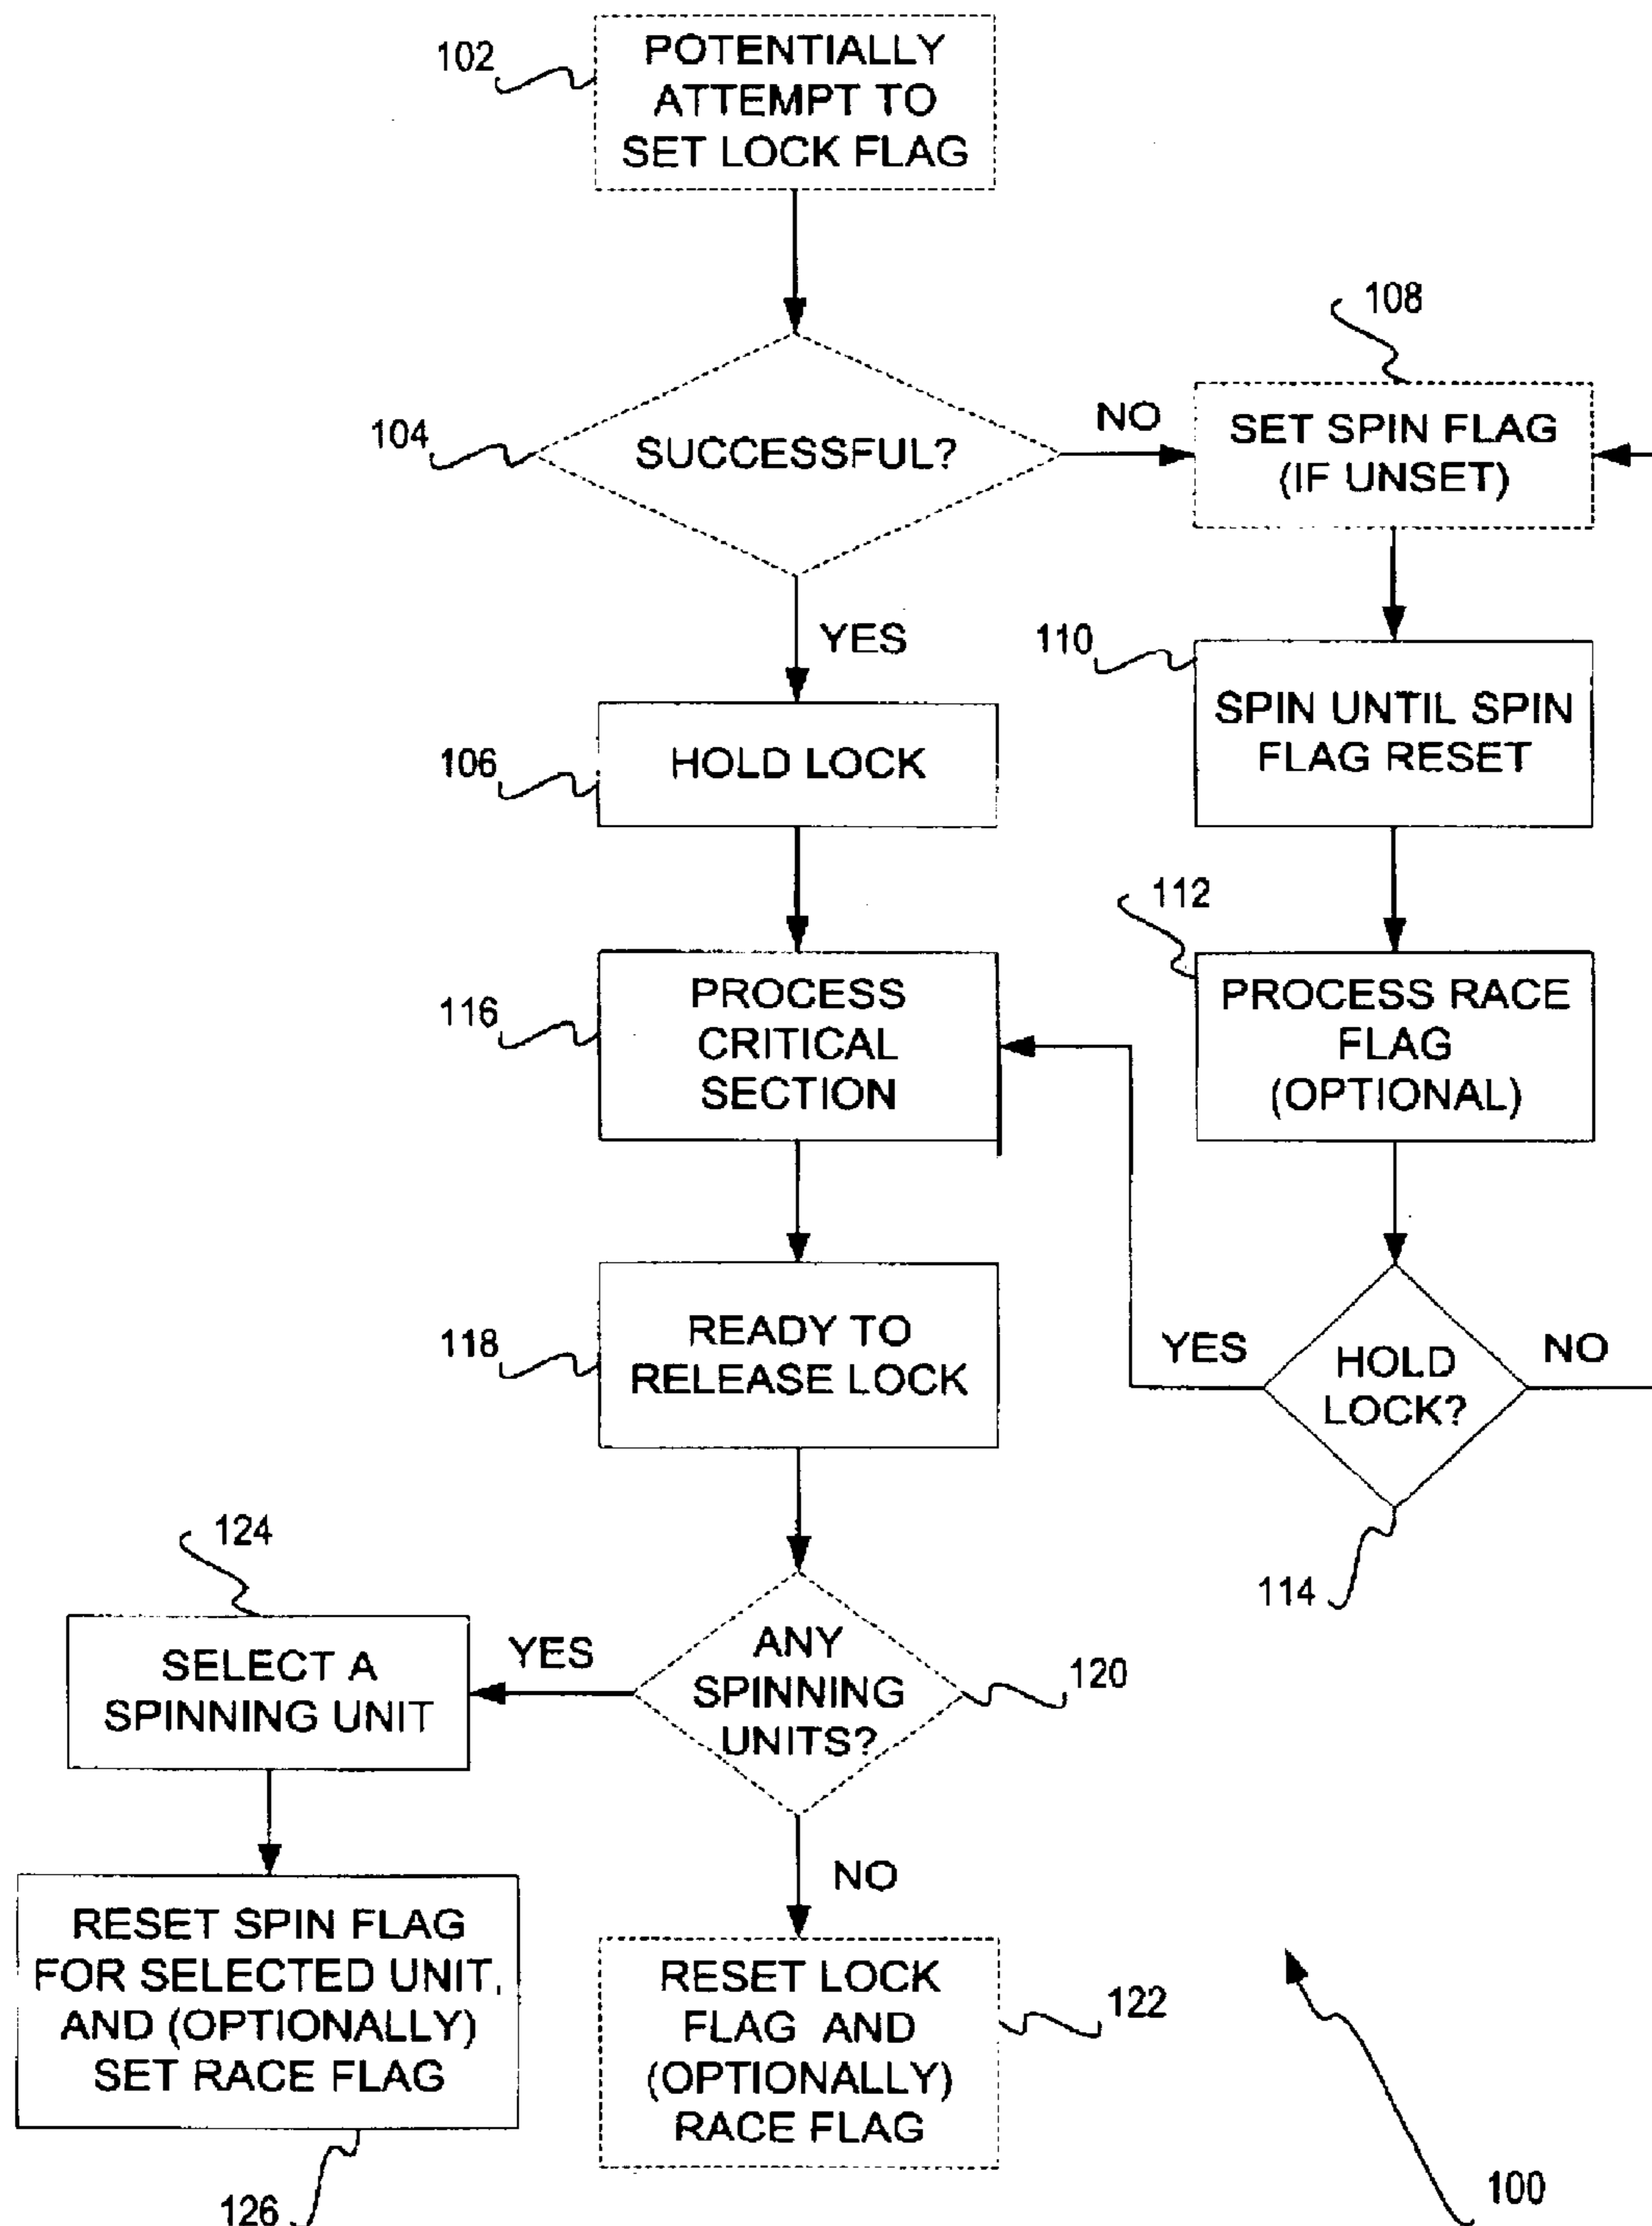 102
POTENTIALLY
ATTEMPT TO
SET LOCK FLAG
108
104
SUCCESSFUL?
NO
SET SPIN FLAG
(IF UNSET)
YES
110
SPIN UNTIL SPIN
FLAG RESET
106
HOLD LOCK
112
116
PROCESS
CRITICAL
SECTION
PROCESS RACE
FLAG
(OPTIONAL)
118
READY TO
RELEASE LOCK
YES
HOLD
LOCK?
NO
114
124
SELECT A
SPINNING UNIT
YES
ANY
SPINNING
UNITS?
120
NO
RESET SPIN FLAG
FOR SELECTED UNIT,
AND (OPTIONALLY)
SET RACE FLAG
126
RESET LOCK
FLAG AND
(OPTIONALLY)
RACE FLAG
122
100